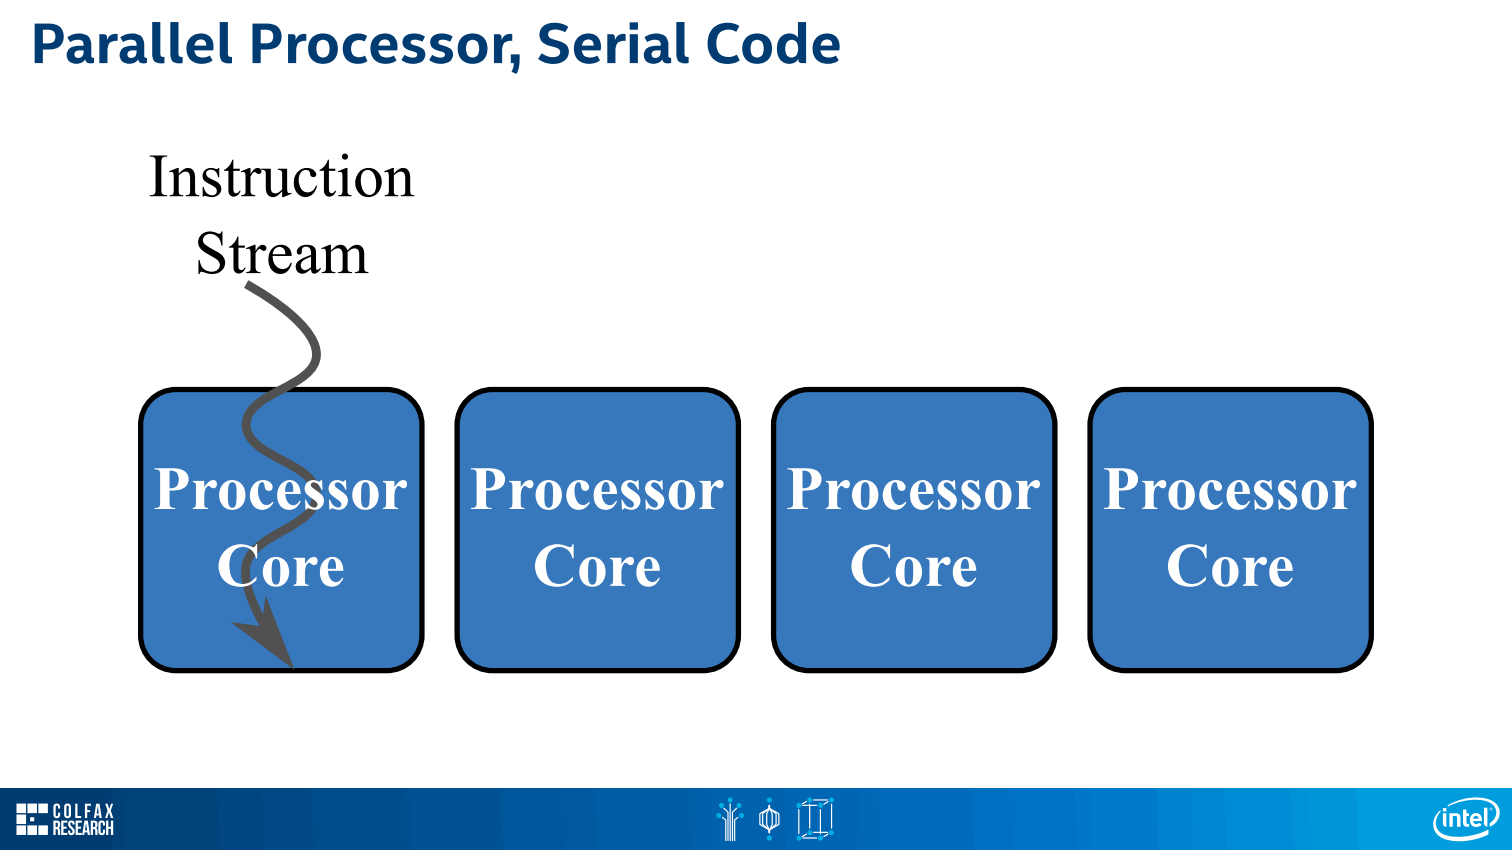 Parallel Processor, Serial Code
Instruction
Stream
Processor
Core
Processor
Core
Processor
Core
Processor
Core
COLFAX
RESEARCH
intel